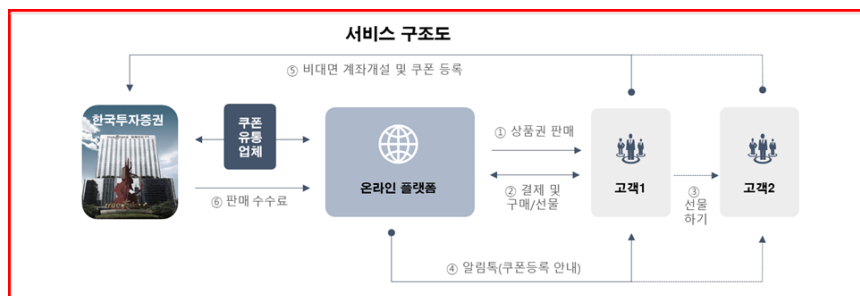 서비스 구조도
⑤ 비대면 계좌개설 및 쿠폰 등록
한국투자증권
쿠폰
유통
업체
온라인 플랫폼
① 상품권 판매
② 결제 및
구매/선물
고객1
③
선물
하기
고객2
⑥ 판매 수수료
④ 알림톡(쿠폰등록 안내)